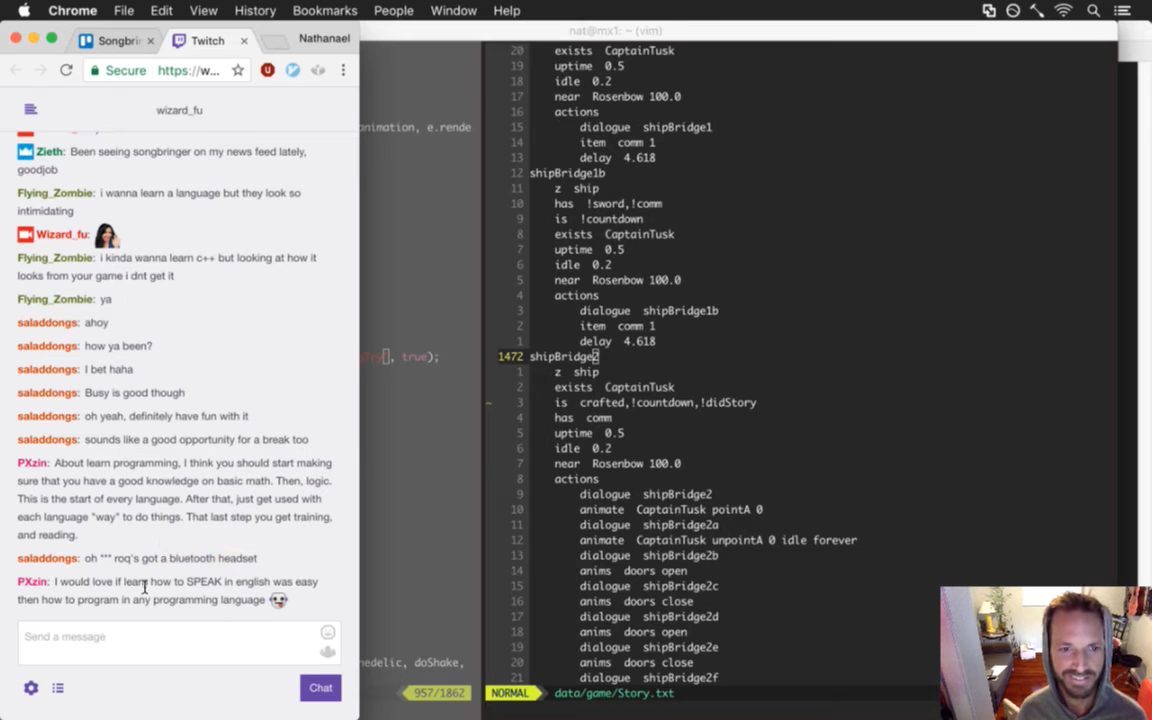 Chrome File Edit View History Bookmarks People Window Help
Songbrin Twitch Nathanael
nat@mx1: (vim)
Secure https://w...
wizard_fu
Zieth: Been seeing songbringer on my news feed lately,
goodjob
Flying_Zombie: i wanna learn a language but they look so
intimidating
Wizard_fu:
Flying_Zombie: i kinda wanna learn c++ but looking at how it
looks from your game i dnt get it
Flying_Zombie: ya
saladdongs: ahoy
saladdongs: how ya been?
saladdongs: I bet haha
saladdongs: Busy is good though
saladdongs: oh yeah, definitely have fun with it
saladdongs: sounds like a good opportunity for a break too
PXzin: About learn programming, I think you should start making
sure that you have a good knowledge on basic math. Then, logic.
This is the start of every language. After that, just get used with
each language "way" to do things. That last step you get training,
and reading.
saladdongs: oh *** roq's got a bluetooth headset
PXzin: I would love if learn how to SPEAK in english was easy
then how to program in any programming language
Send a message
Chat
nimation, e.rende
, true);
edelic, doShake,
957/1862
20 exists CaptainTusk
19 uptime 0.5
18 idle 0.2
17 near Rosenbow 100.0
16 actions
15 dialogue shipBridge1
14 item comm 1
13 delay 4.618
12 shipBridge1b
11 z ship
10 has !sword,!comm
9 is !countdown
8 exists CaptainTusk
7 uptime 0.5
6 idle 0.2
5 near Rosenbow 100.0
4 actions
3 dialogue shipBridge1b
2 item comm 1
1 delay 4.618
1472 shipBridge2
1 z ship
2 exists CaptainTusk
3 is crafted,!countdown,!didStory
4 has comm
5 uptime 0.5
6 idle 0.2
7 near Rosenbow 100.0
8 actions
9 dialogue shipBridge2
10 animate CaptainTusk pointA 0
11 dialogue shipBridge2a
12 animate CaptainTusk unpointA 0 idle forever
13 dialogue shipBridge2b
14 anims doors open
15 dialogue shipBridge2c
16 anims doors close
17 dialogue shipBridge2d
18 anims doors open
19 dialogue shipBridge2e
20 anims doors close
21 dialogue shipBridge2f
NORMAL data/game/Story.txt